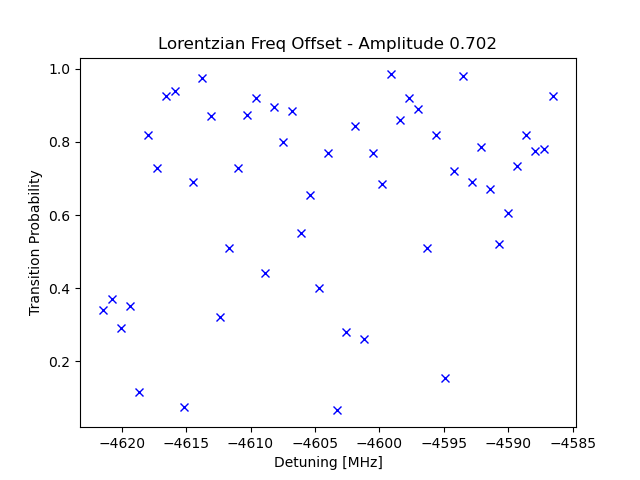 Lorentzian Freq Offset - Amplitude 0.702
1.0
0.8
0.6
0.4
0.2
Transition Probability
−4620 −4615 −4610 −4605 −4600 −4595 −4590 −4585
Detuning [MHz]